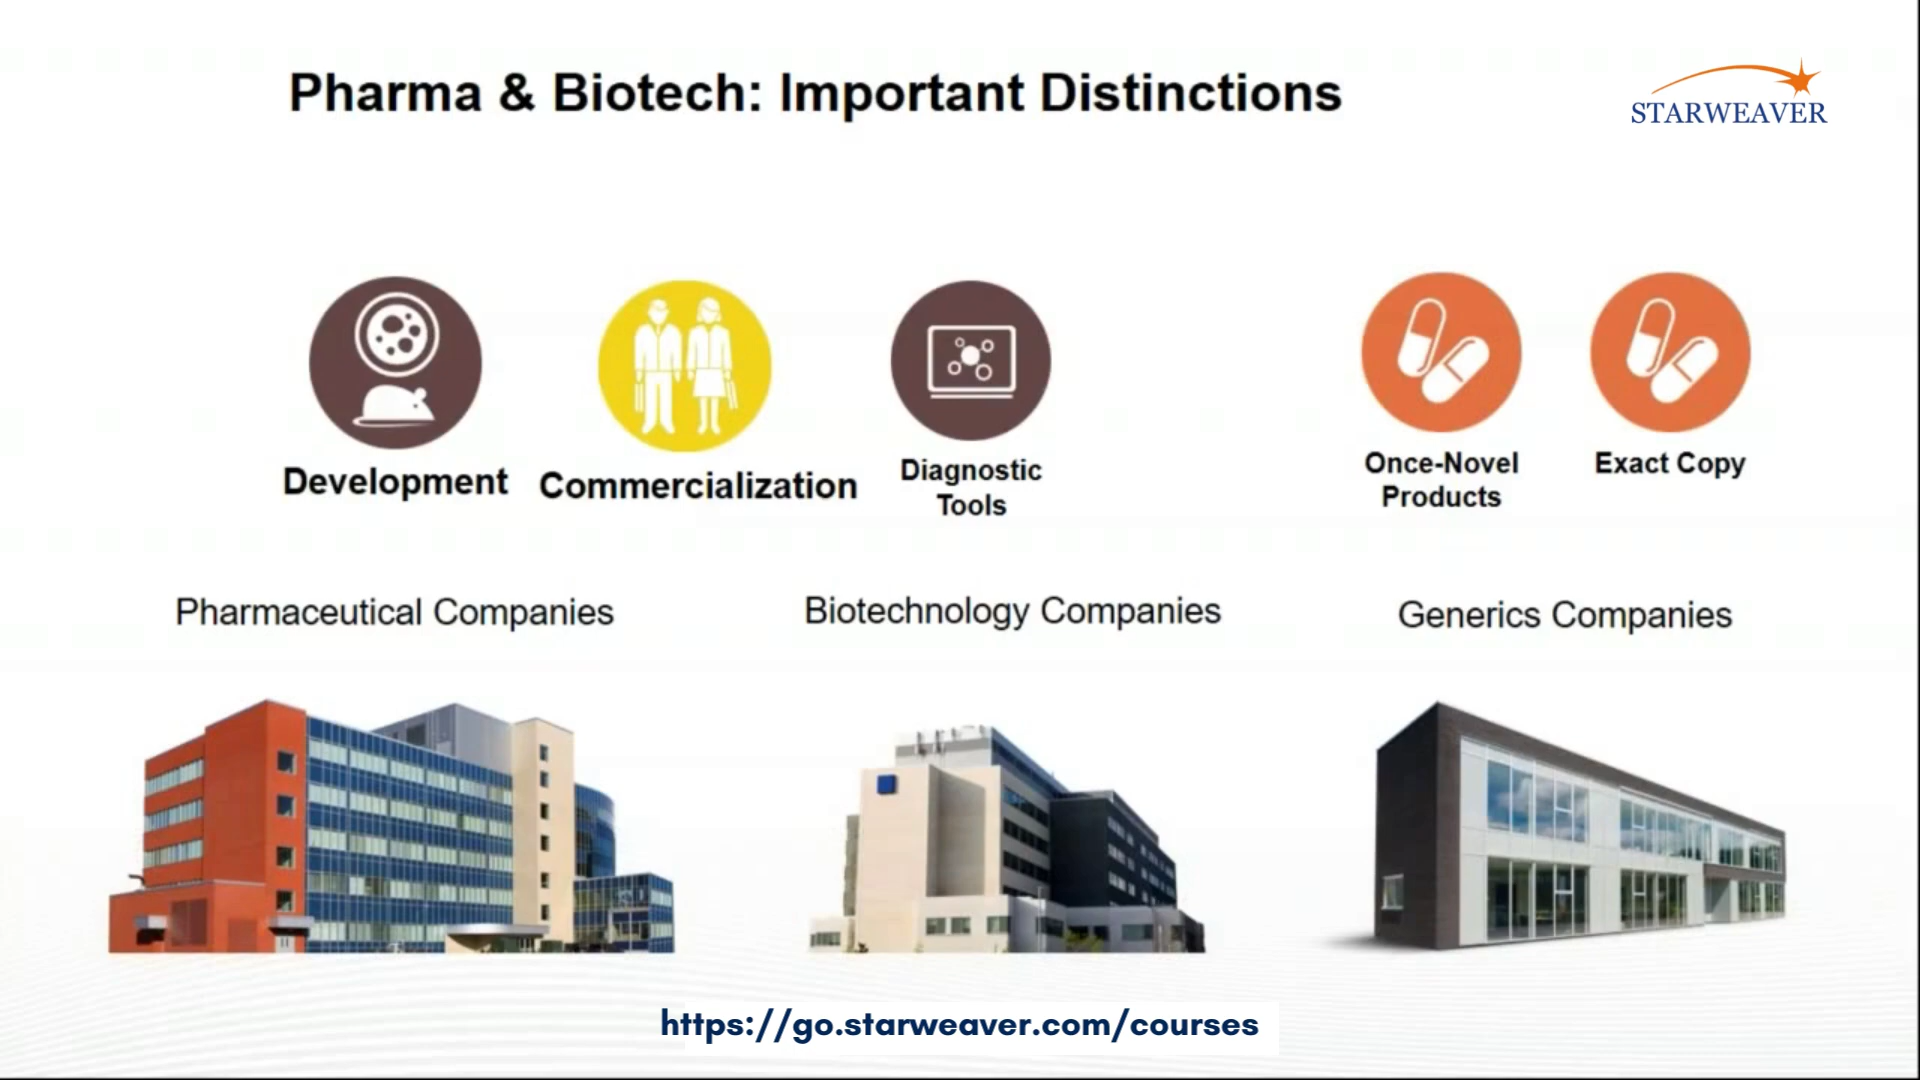 Pharma & Biotech: Important Distinctions
STARWEAVER
Development
Commercialization
Diagnostic
Tools
Once-Novel
Products
Exact Copy
Pharmaceutical Companies
Biotechnology Companies
Generics Companies
https://go.starweaver.com/courses